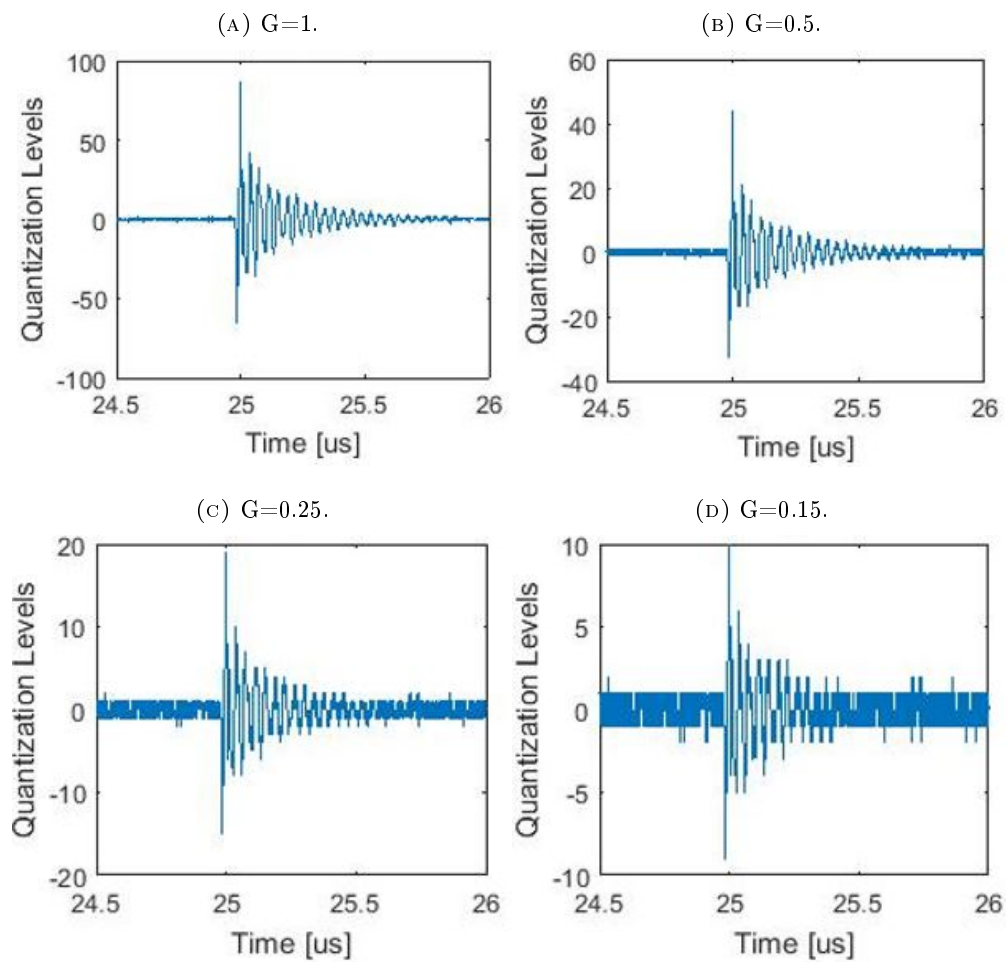 (A) G=1.
(B) G=0.5.
100
50
0
-50
-100
Quantization Levels
24.5 25 25.5 26
Time [us]
60
40
20
0
-20
-40
Quantization Levels
24.5 25 25.5 26
Time [us]
(C) G=0.25.
(D) G=0.15.
20
10
0
-10
-20
Quantization Levels
24.5 25 25.5 26
Time [us]
10
5
0
-5
-10
Quantization Levels
24.5 25 25.5 26
Time [us]